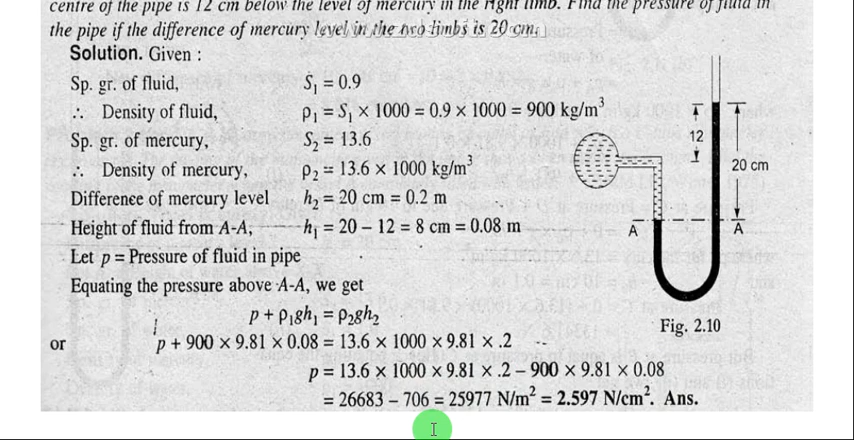 centre of the pipe is 12 cm below the level of mercury in the right limb. Find the pressure of fluid in
the pipe if the difference of mercury level in the two limbs is 20 cm.
Solution. Given :
Sp. gr. of fluid, S₁ = 0.9
∴ Density of fluid, ρ₁ = S₁ × 1000 = 0.9 × 1000 = 900 kg/m³
Sp. gr. of mercury, S₂ = 13.6
∴ Density of mercury, ρ₂ = 13.6 × 1000 kg/m³
Difference of mercury level h₂ = 20 cm = 0.2 m
Height of fluid from A-A, h₁ = 20 – 12 = 8 cm = 0.08 m
Let p = Pressure of fluid in pipe
Equating the pressure above A-A, we get
p + ρ₁gh₁ = ρ₂gh₂
or p + 900 × 9.81 × 0.08 = 13.6 × 1000 × 9.81 × .2
p = 13.6 × 1000 × 9.81 × .2 – 900 × 9.81 × 0.08
= 26683 – 706 = 25977 N/m² = 2.597 N/cm². Ans.
12
20 cm
A A
Fig. 2.10